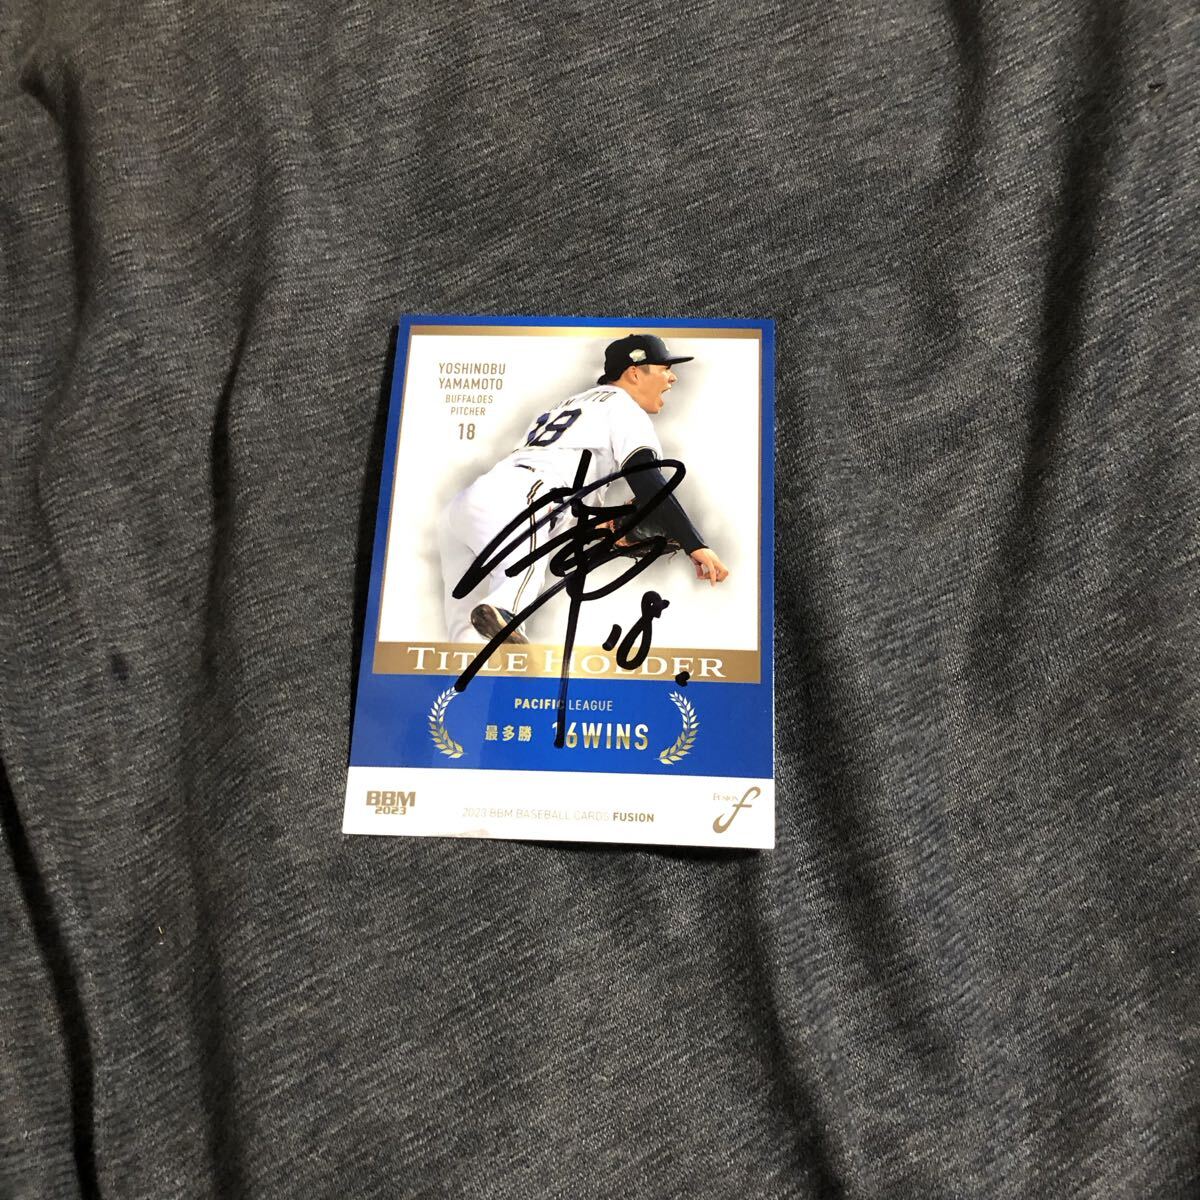 YOSHINOBU
YAMAMOTO
BUFFALOES
PITCHER
18
18
TITLE HOLDER
PACIFIC LEAGUE
最多勝 16WINS
BBM
2023
2023 BBM BASEBALL CARDS FUSION
FUSION
f